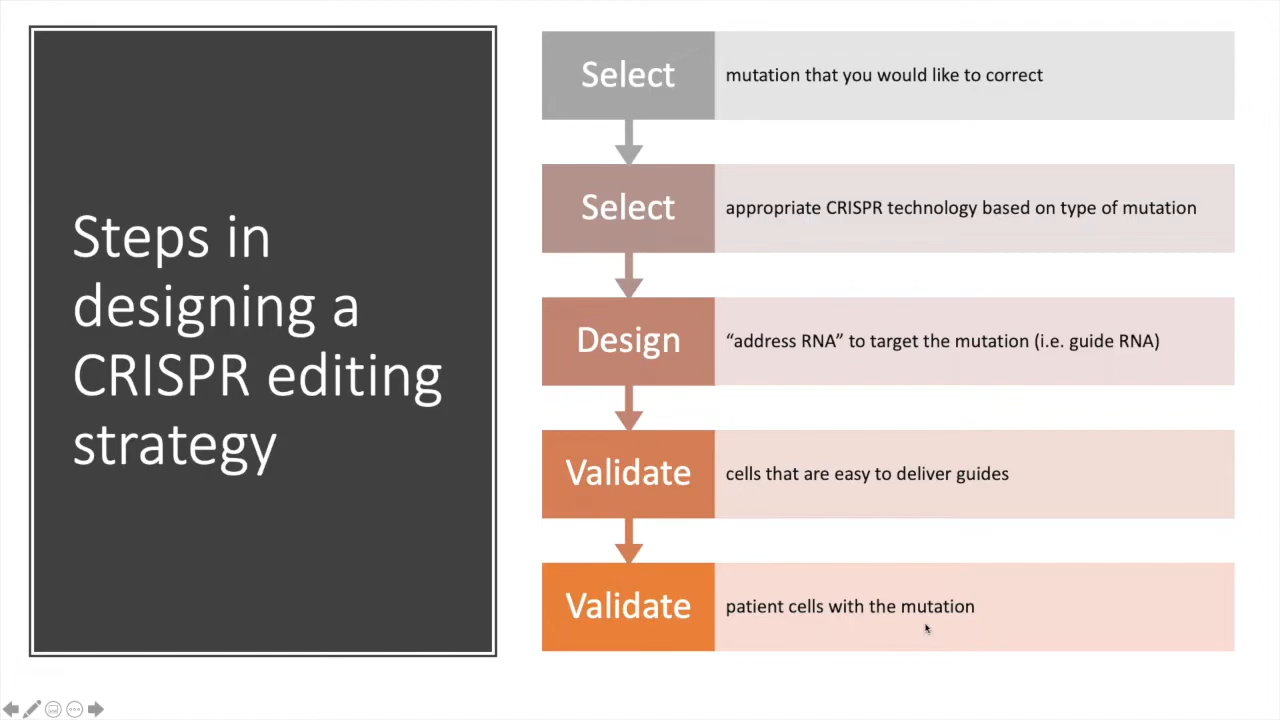 Steps in
designing a
CRISPR editing
strategy
Select
mutation that you would like to correct
Select
appropriate CRISPR technology based on type of mutation
Design
“address RNA” to target the mutation (i.e. guide RNA)
Validate
cells that are easy to deliver guides
Validate
patient cells with the mutation